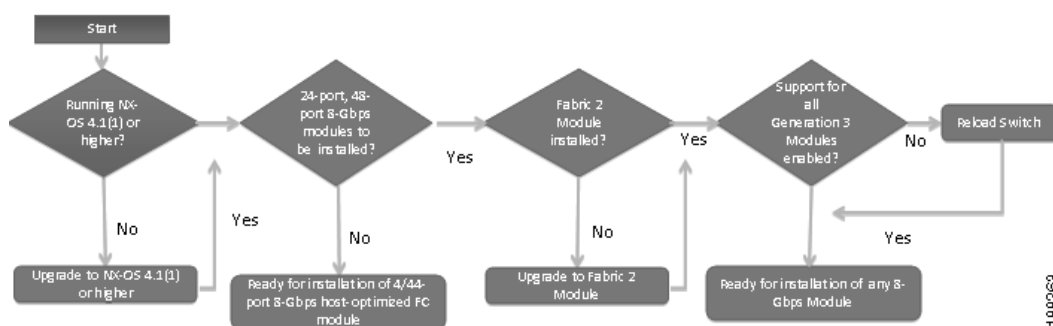 Start
Running NX-
OS 4.1(1) or
higher?
24-port, 48-
port 8-Gbps
modules to
be installed?
Fabric 2
Module
installed?
Support for
all
Generation 3
Modules
enabled?
Reload Switch
No
Yes
Yes
No
Yes
No
No
Yes
Upgrade to NX-OS 4.1(1)
or higher
Ready for installation of 4/44-
port 8-Gbps host-optimized FC
module
Upgrade to Fabric 2
Module
Ready for installation of any 8-
Gbps Module